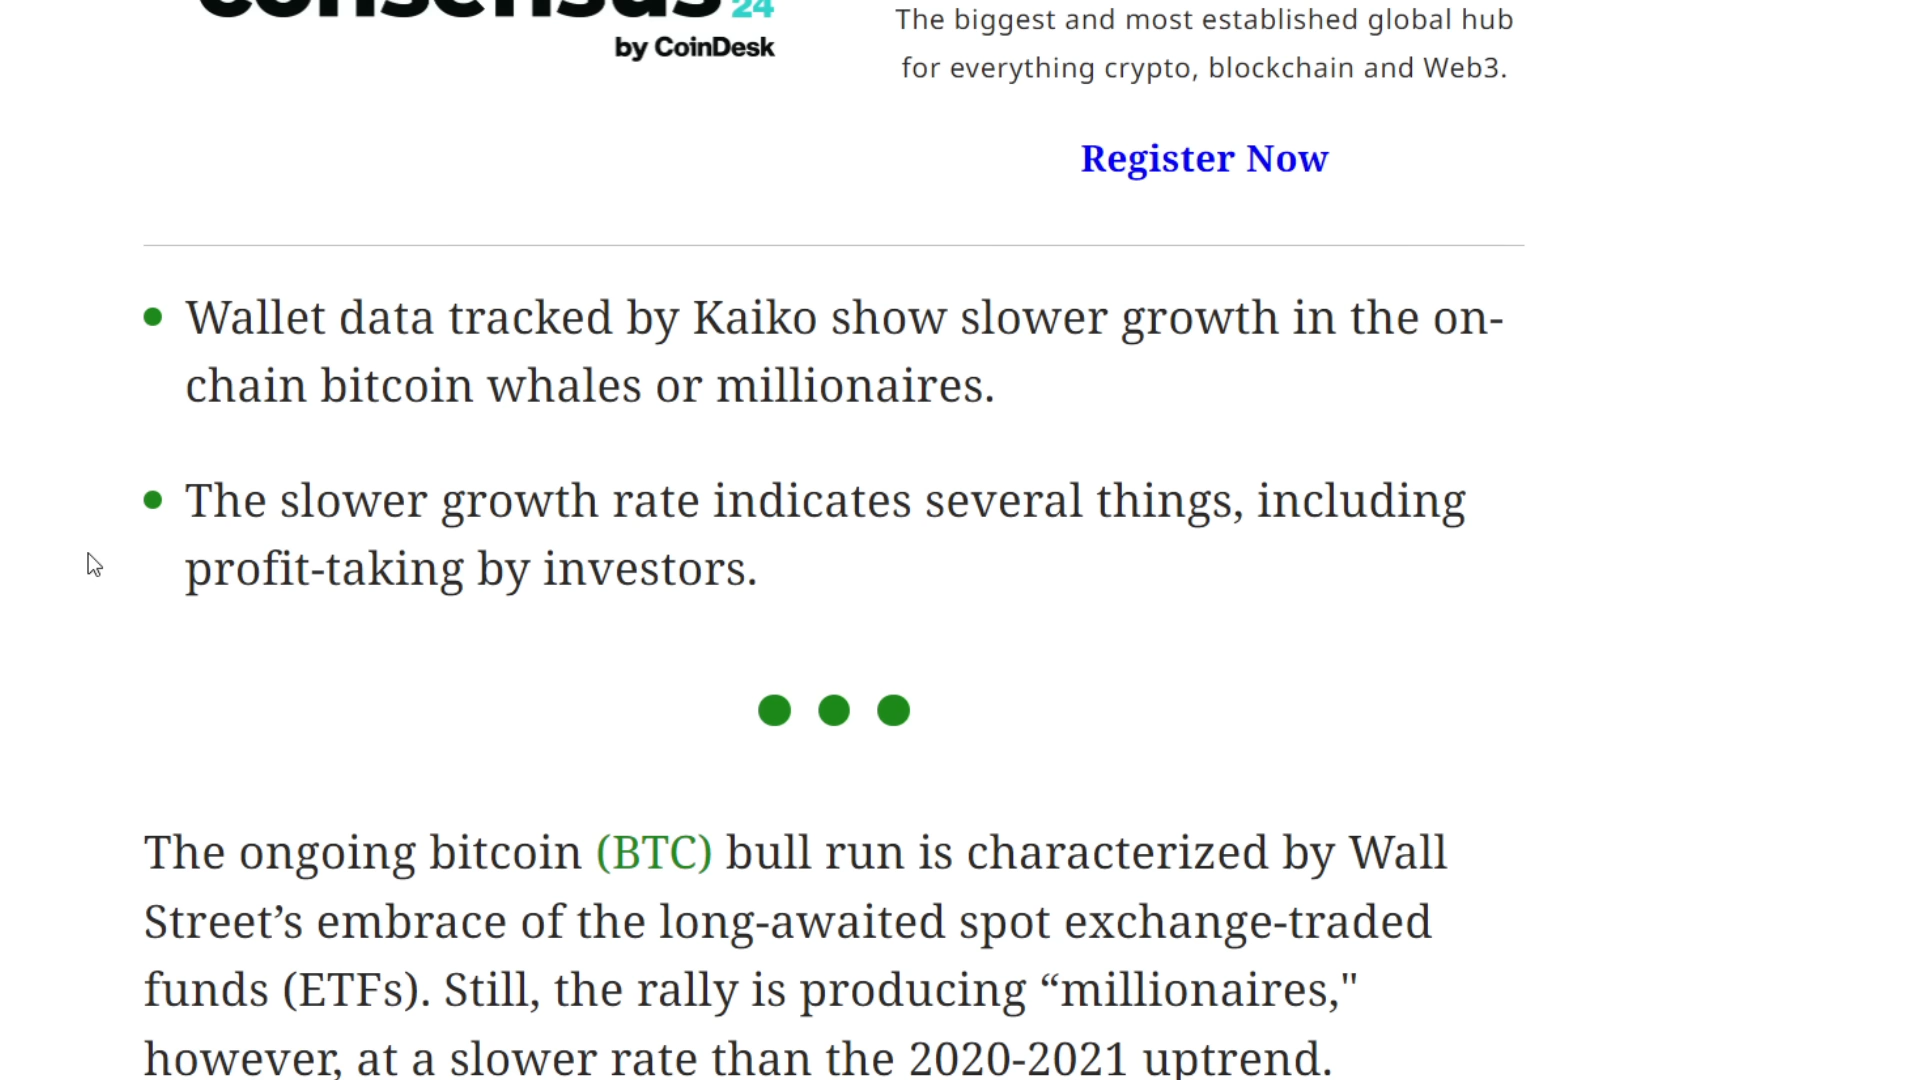 consensus 24
by CoinDesk
The biggest and most established global hub
for everything crypto, blockchain and Web3.
Register Now
Wallet data tracked by Kaiko show slower growth in the on-
chain bitcoin whales or millionaires.
The slower growth rate indicates several things, including
profit-taking by investors.
The ongoing bitcoin (BTC) bull run is characterized by Wall
Street’s embrace of the long-awaited spot exchange-traded
funds (ETFs). Still, the rally is producing “millionaires,"
however, at a slower rate than the 2020-2021 uptrend.